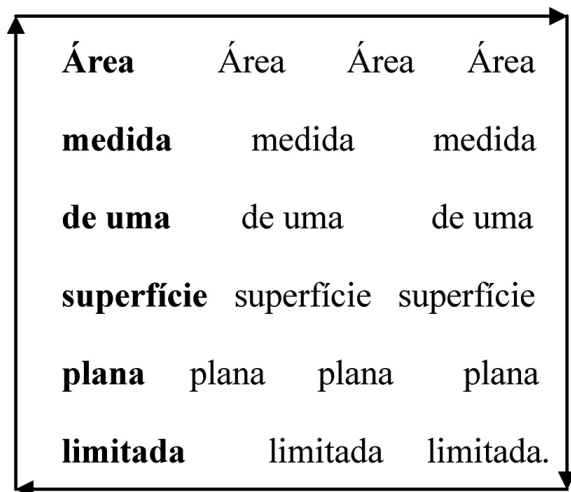 Área Área Área Área
medida medida medida
de uma de uma de uma
superfície superfície superfície
plana plana plana plana
limitada limitada limitada.